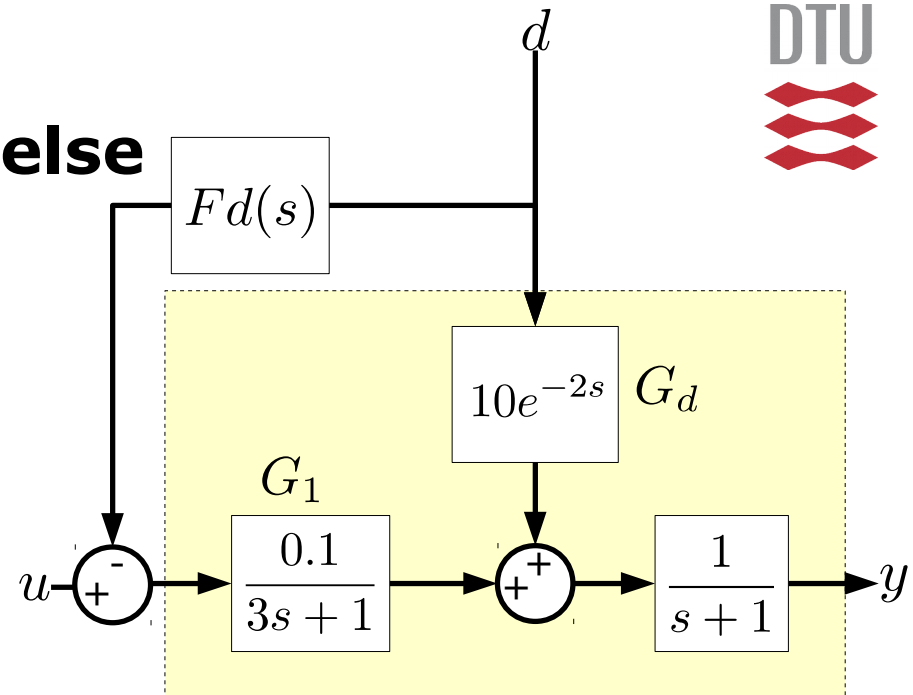 d
DTU
else
Fd(s)
10e^{-2s}
G_d
G_1
-
+
u
0.1
3s + 1
+
+
1
s + 1
y